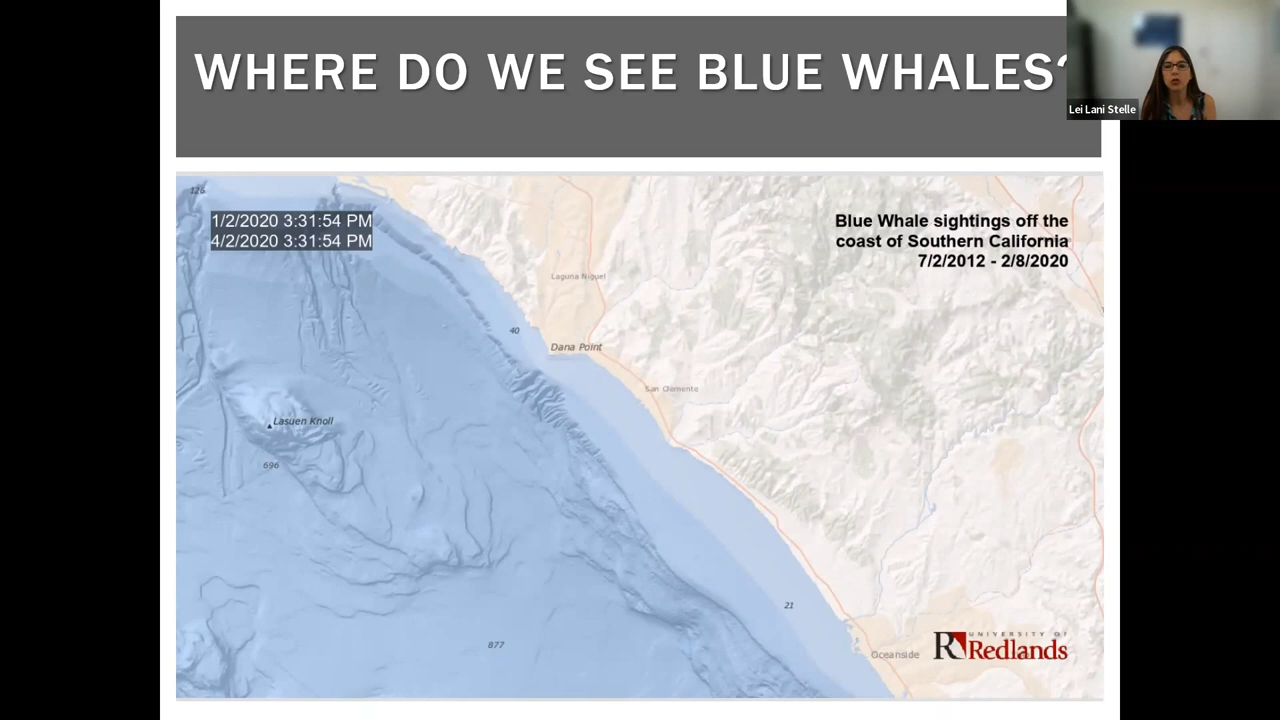 WHERE DO WE SEE BLUE WHALES?
Lei Lani Stelle
126
1/2/2020 3:31:54 PM
4/2/2020 3:31:54 PM
Blue Whale sightings off the
coast of Southern California
7/2/2012 - 2/8/2020
Laguna Niguel
40
Dana Point
San Clemente
Lasuen Knoll
696
21
877
Oceanside
UNIVERSITY OF
R Redlands